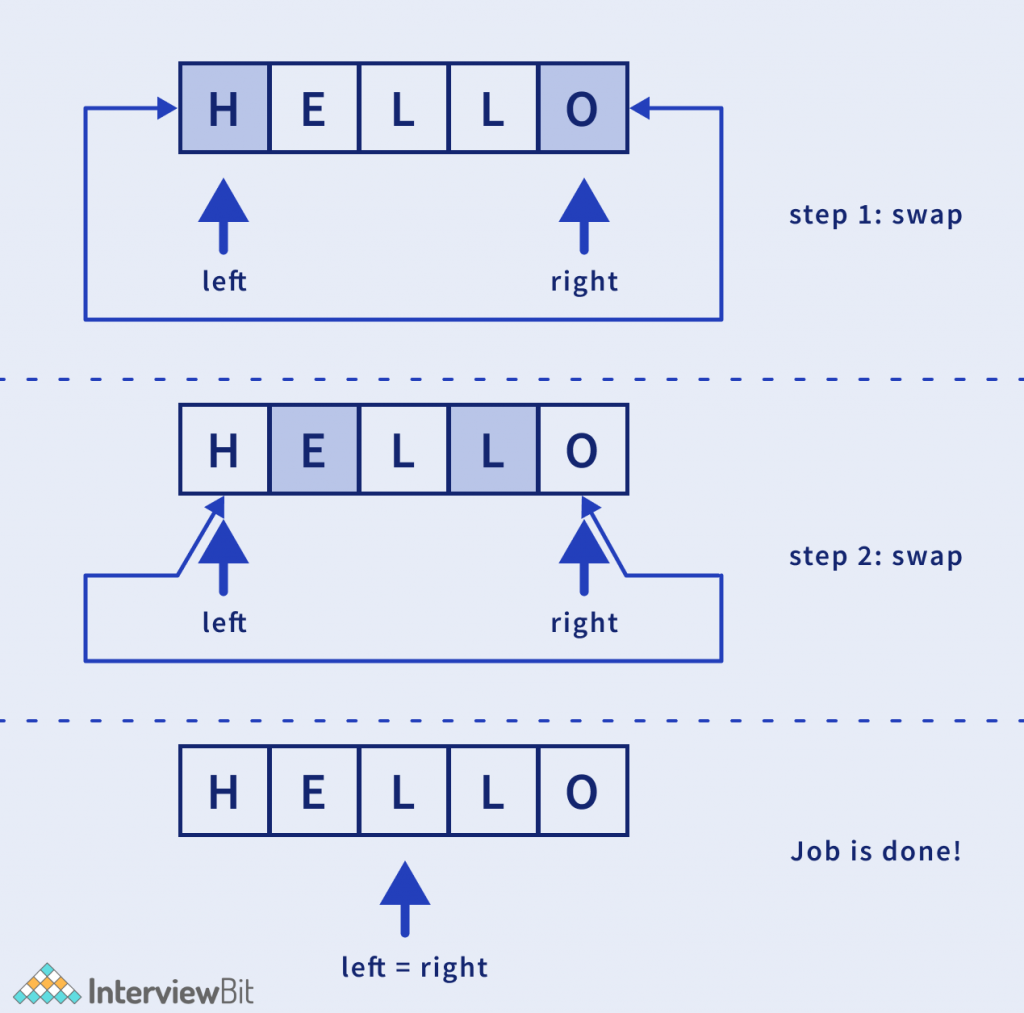 H E L L O
step 1: swap
left right
H E L L O
step 2: swap
left right
H E L L O
Job is done!
left = right
InterviewBit